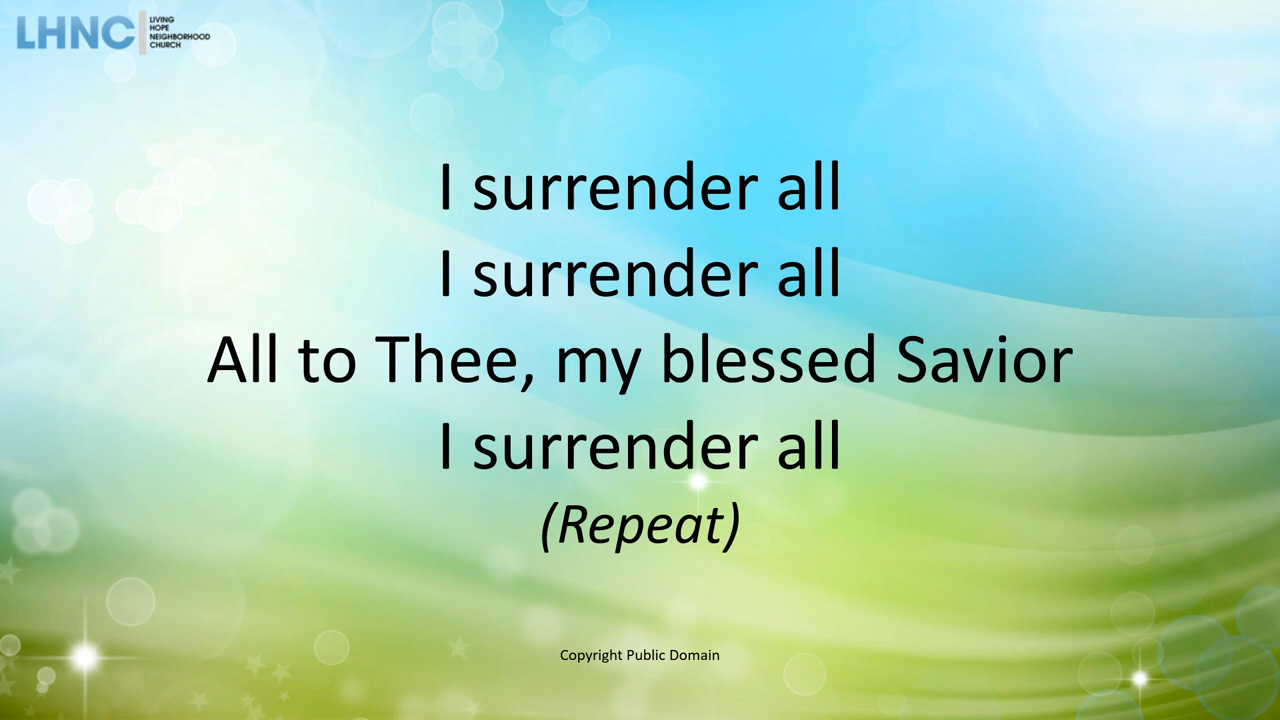 LHNC
LIVING
HOPE
NEIGHBORHOOD
CHURCH
I surrender all
I surrender all
All to Thee, my blessed Savior
I surrender all
(Repeat)
Copyright Public Domain